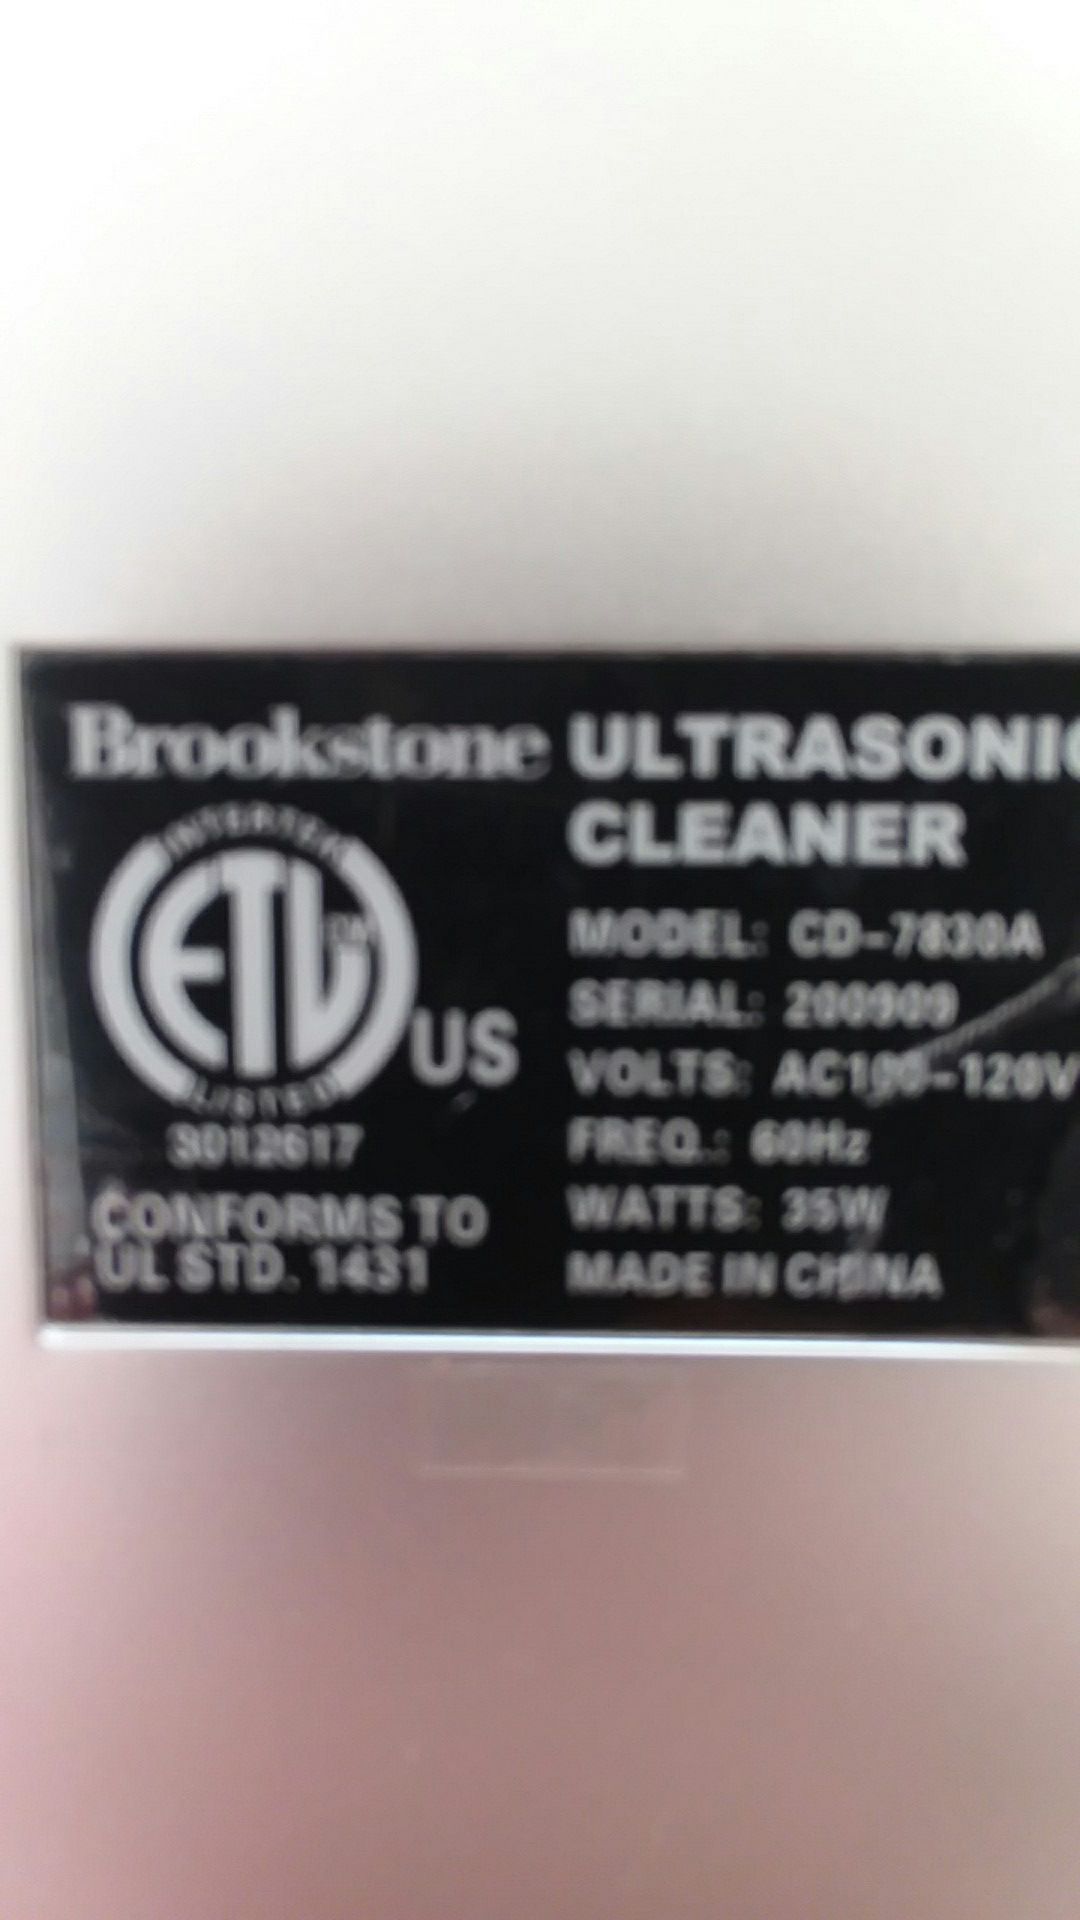 Brookstone ULTRASONIC
CLEANER
INTERTEK
ETL
CM
LISTED
US
3012617
CONFORMS TO
UL STD. 1431
MODEL: CD-7830A
SERIAL: 200909
VOLTS: AC100-120V
FREQ.: 60Hz
WATTS: 35W
MADE IN CHINA